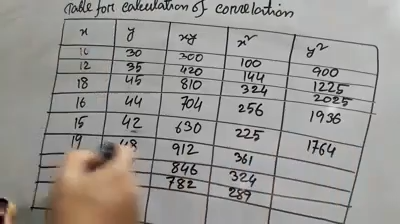 Table for calculation of correlation
x y xy x² y²
10 30 300 100 900
12 35 420 144 1225
18 45 810 324 2025
16 44 704 256 1936
15 42 630 225 1764
19 48 912 361
846 324
782 289